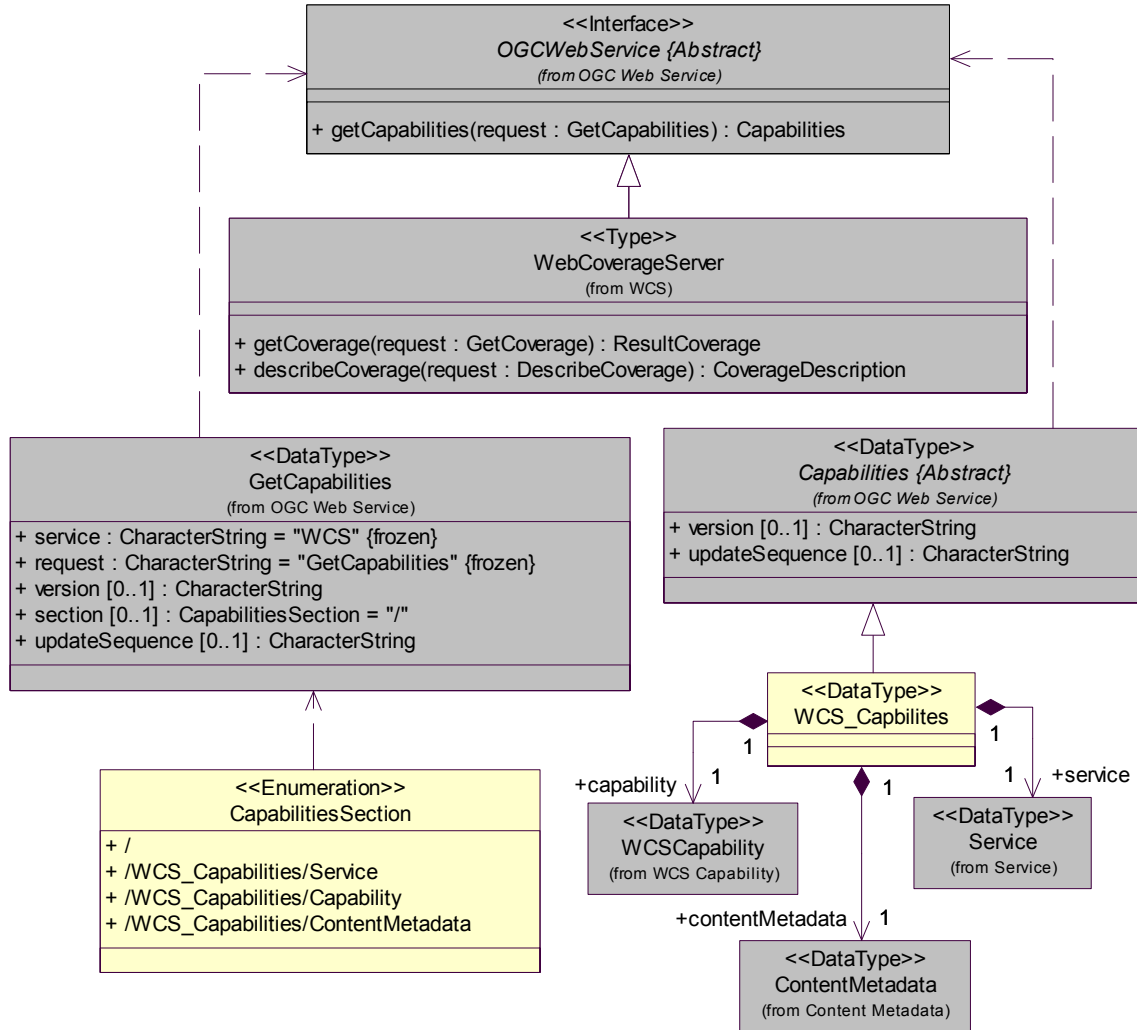 <<Interface>>
OGCWebService {Abstract}
(from OGC Web Service)
+ getCapabilities(request : GetCapabilities) : Capabilities
<<Type>>
WebCoverageServer
(from WCS)
+ getCoverage(request : GetCoverage) : ResultCoverage
+ describeCoverage(request : DescribeCoverage) : CoverageDescription
<<DataType>>
GetCapabilities
(from OGC Web Service)
+ service : CharacterString = "WCS" {frozen}
+ request : CharacterString = "GetCapabilities" {frozen}
+ version [0..1] : CharacterString
+ section [0..1] : CapabilitiesSection = "/"
+ updateSequence [0..1] : CharacterString
<<DataType>>
Capabilities {Abstract}
(from OGC Web Service)
+ version [0..1] : CharacterString
+ updateSequence [0..1] : CharacterString
<<Enumeration>>
CapabilitiesSection
+ /
+ /WCS_Capabilities/Service
+ /WCS_Capabilities/Capability
+ /WCS_Capabilities/ContentMetadata
<<DataType>>
WCS_Capbilites
1
1
1
+capability
1
1
+service
<<DataType>>
WCSCapability
(from WCS Capability)
<<DataType>>
Service
(from Service)
+contentMetadata
1
<<DataType>>
ContentMetadata
(from Content Metadata)